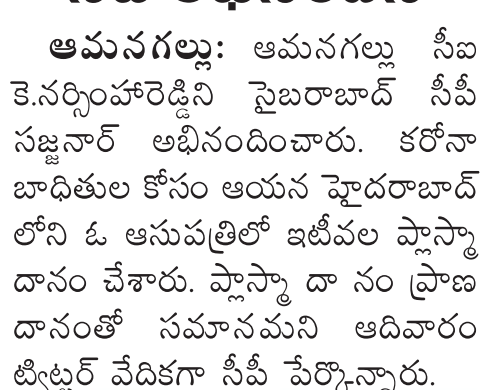 ఆమనగల్లు: ఆమనగల్లు సీఐ
కె.నర్సింహారెడ్డిని సైబరాబాద్ సీపీ
సజ్జనార్ అభినందించారు. కరోనా
బాధితుల కోసం ఆయన హైదరాబాద్
లోని ఓ ఆసుపత్రిలో ఇటీవల ప్లాస్మా
దానం చేశారు. ప్లాస్మా దా నం ప్రాణ
దానంతో సమానమని ఆదివారం
ట్విట్టర్ వేదికగా సీపీ పేర్కొన్నారు.